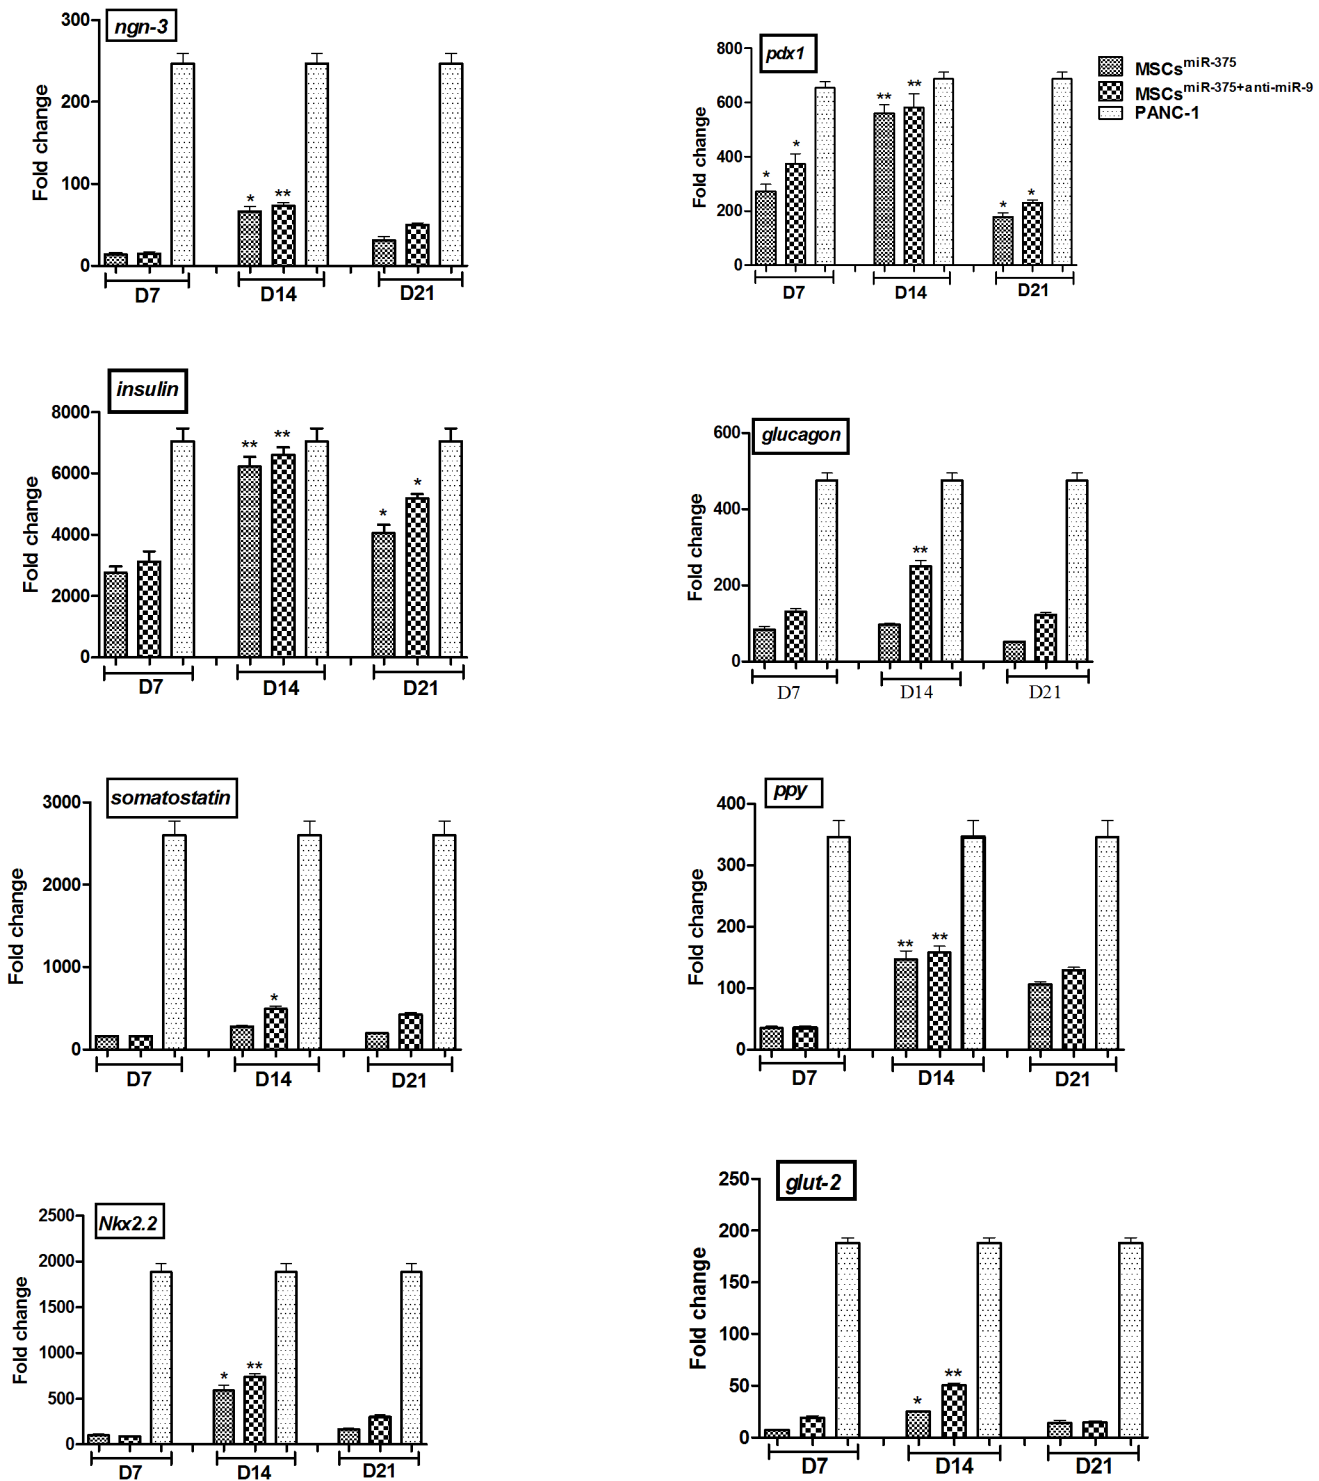 ngn-3
Fold change
300
200
100
0
D7 D14 D21
pdx1
Fold change
800
600
400
200
0
* * ** ** * *
D7 D14 D21
MSCsmiR-375
MSCsmiR-375+anti-miR-9
PANC-1
* **
insulin
Fold change
8000
6000
4000
2000
0
** ** * *
D7 D14 D21
glucagon
Fold change
600
400
200
0
**
D7 D14 D21
somatostatin
Fold change
3000
2000
1000
0
*
D7 D14 D21
ppy
Fold change
400
300
200
100
0
** **
D7 D14 D21
Nkx2.2
Fold change
2500
2000
1500
1000
500
0
* **
D7 D14 D21
glut-2
Fold change
250
200
150
100
50
0
* **
D7 D14 D21